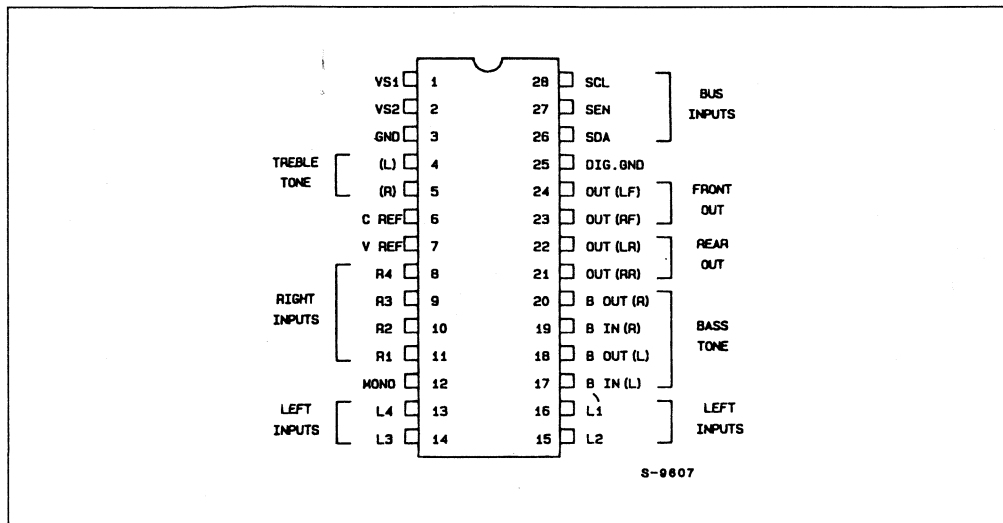 VS1 1 28 SCL
VS2 2 27 SEN
GND 3 26 SDA
BUS
INPUTS
(L) 4 25 DIG.GND
(R) 5 24 OUT (LF)
TREBLE
TONE
C REF 6 23 OUT (RF)
FRONT
OUT
V REF 7 22 OUT (LR)
R4 8 21 OUT (RR)
REAR
OUT
R3 9 20 B OUT (R)
R2 10 19 B IN (R)
R1 11 18 B OUT (L)
RIGHT
INPUTS
MONO 12 17 B IN (L)
BASS
TONE
L4 13 16 L1
L3 14 15 L2
LEFT
INPUTS
LEFT
INPUTS
S-9607